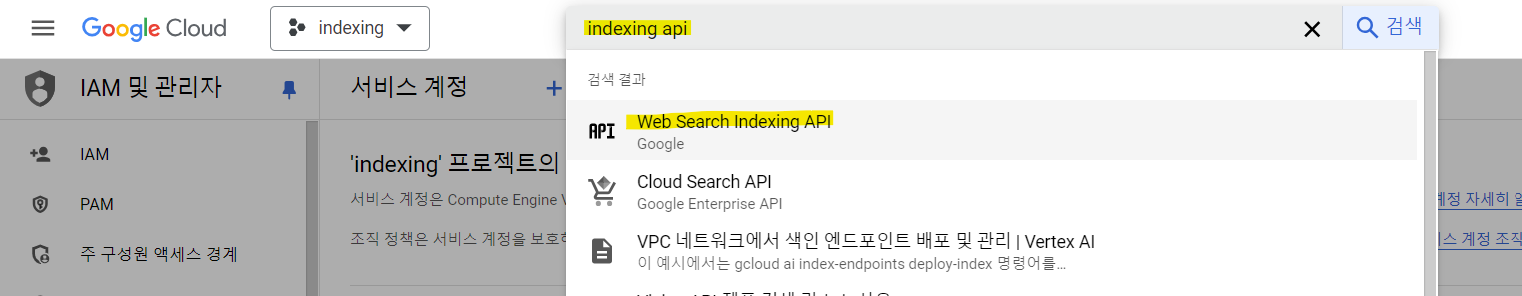 Google Cloud
indexing
indexing api
검색
IAM 및 관리자
서비스 계정
검색 결과
API
Web Search Indexing API
Google
IAM
'indexing' 프로젝트의
Cloud Search API
Google Enterprise API
PAM
서비스 계정은 Compute Engine
계정 자세히
조직 정책은 서비스 계정을
VPC 네트워크에서 색인 엔드포인트 배포 및 관리 | Vertex AI
이 예시에서는 gcloud ai index-endpoints deploy-index 명령어를...
계정 조직
주 구성원 액세스 경계